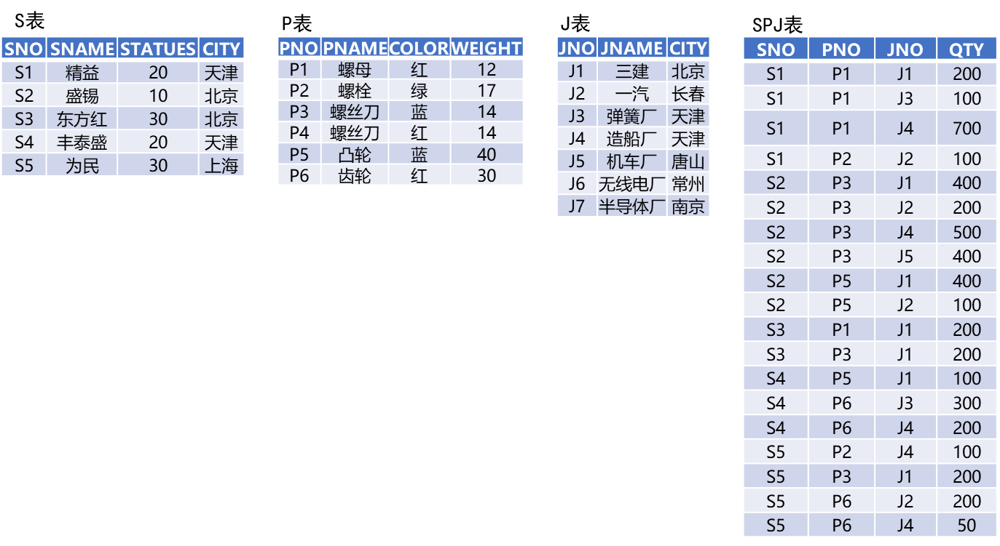 S表
SNO SNAME STATUES CITY
S1 精益 20 天津
S2 盛锡 10 北京
S3 东方红 30 北京
S4 丰泰盛 20 天津
S5 为民 30 上海
P表
PNO PNAME COLOR WEIGHT
P1 螺母 红 12
P2 螺栓 绿 17
P3 螺丝刀 蓝 14
P4 螺丝刀 红 14
P5 凸轮 蓝 40
P6 齿轮 红 30
J表
JNO JNAME CITY
J1 三建 北京
J2 一汽 长春
J3 弹簧厂 天津
J4 造船厂 天津
J5 机车厂 唐山
J6 无线电厂 常州
J7 半导体厂 南京
SPJ表
SNO PNO JNO QTY
S1 P1 J1 200
S1 P1 J3 100
S1 P1 J4 700
S1 P2 J2 100
S2 P3 J1 400
S2 P3 J2 200
S2 P3 J4 500
S2 P3 J5 400
S2 P5 J1 400
S2 P5 J2 100
S3 P1 J1 200
S3 P3 J1 200
S4 P5 J1 100
S4 P6 J3 300
S4 P6 J4 200
S5 P2 J4 100
S5 P3 J1 200
S5 P6 J2 200
S5 P6 J4 50